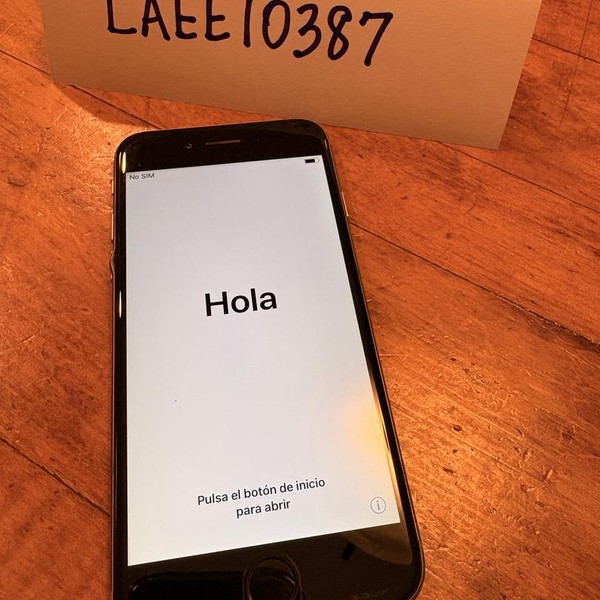 LAEE10387
No SIM
Hola
Pulsa el botón de inicio
para abrir